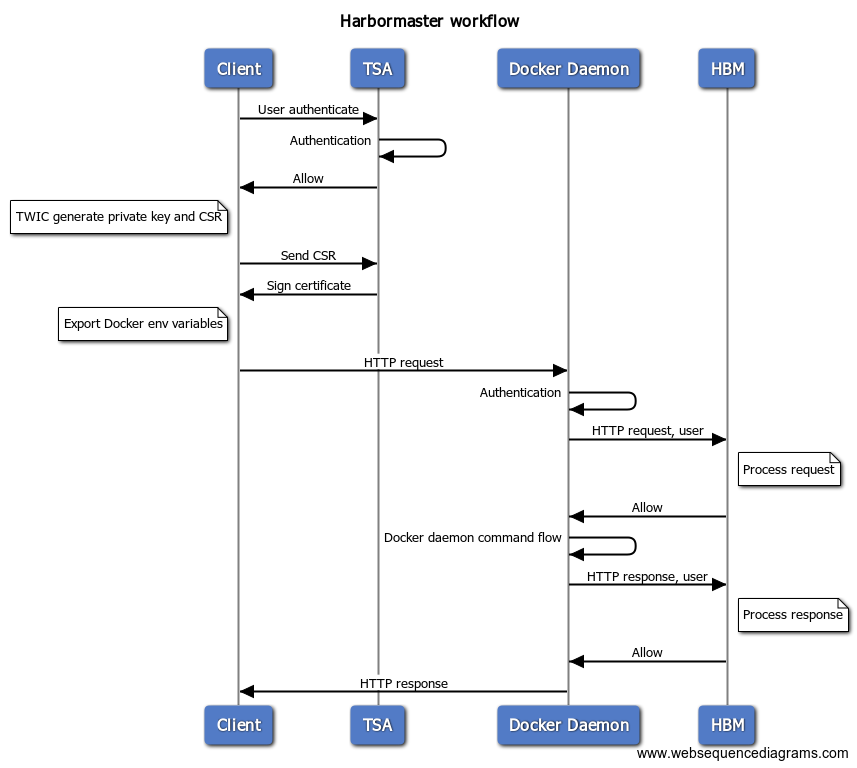 Harbormaster workflow
Client TSA Docker Daemon HBM
User authenticate
Authentication
Allow
TWIC generate private key and CSR
Send CSR
Sign certificate
Export Docker env variables
HTTP request
Authentication
HTTP request, user
Process request
Allow
Docker daemon command flow
HTTP response, user
Process response
Allow
HTTP response
Client TSA Docker Daemon HBM
www.websequencediagrams.com